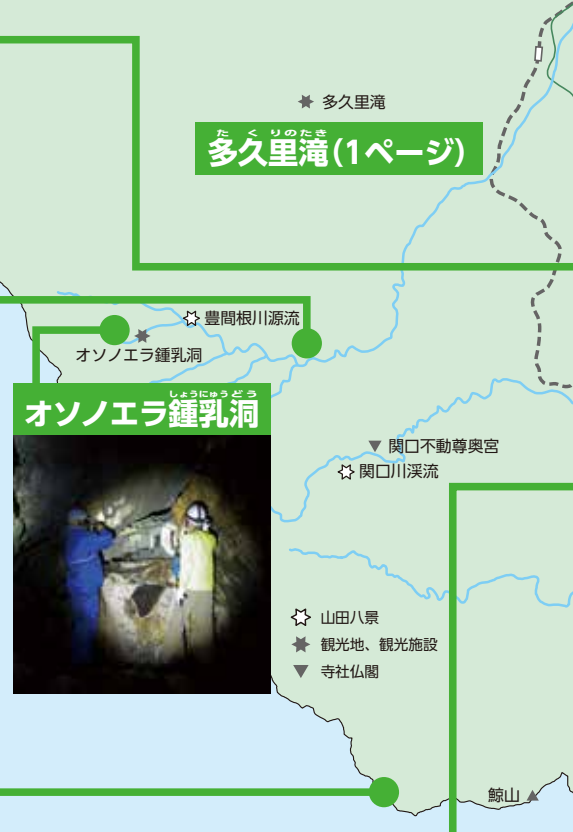 多久里滝
たくりのたき
多久里滝(1ページ)
豊間根川源流
オソノエラ鍾乳洞
しょうにゅうどう
オソノエラ鍾乳洞
関口不動尊奥宮
関口川渓流
山田八景
観光地、観光施設
寺社仏閣
鯨山